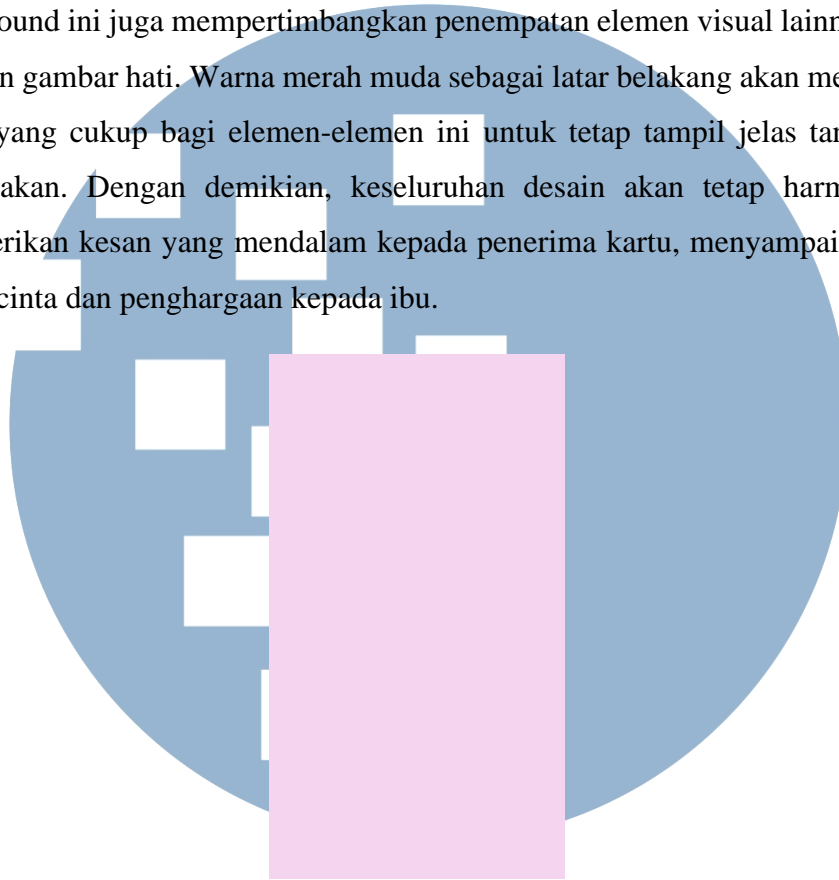 ound ini juga mempertimbangkan penempatan elemen visual lainn
n gambar hati. Warna merah muda sebagai latar belakang akan me
yang cukup bagi elemen-elemen ini untuk tetap tampil jelas tan
akan. Dengan demikian, keseluruhan desain akan tetap harm
erikan kesan yang mendalam kepada penerima kartu, menyampai
cinta dan penghargaan kepada ibu.